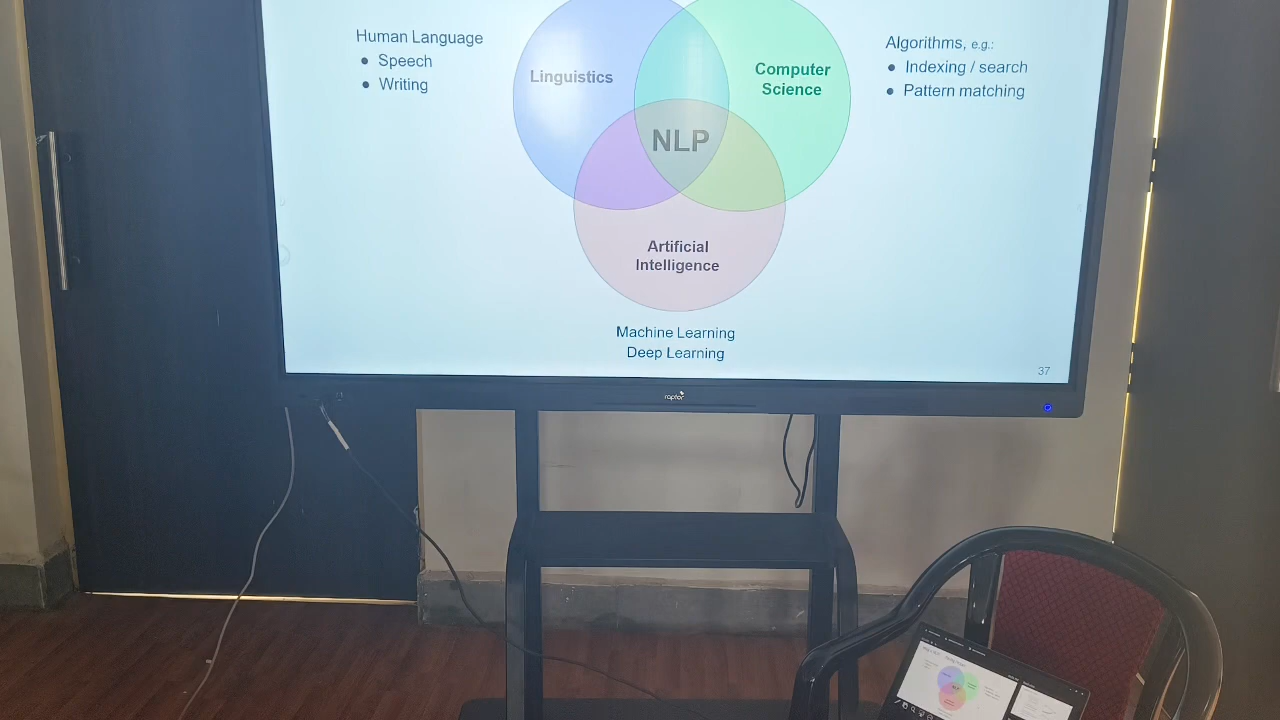 Human Language
● Speech
● Writing
Linguistics
Computer
Science
NLP
Artificial
Intelligence
Algorithms, e.g.:
● Indexing / search
● Pattern matching
Machine Learning
Deep Learning
37
raptor